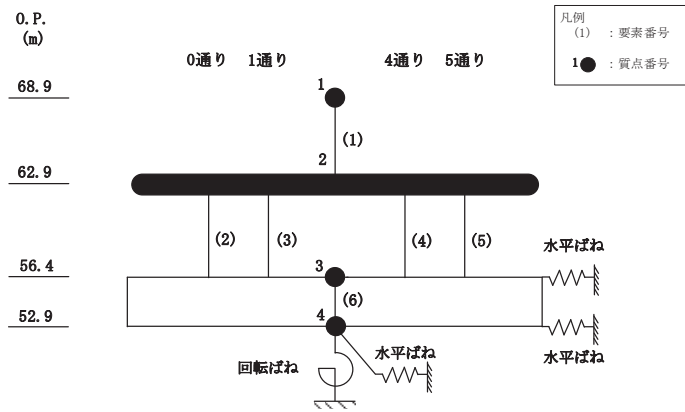 O.P.
(m)
凡例
(1) : 要素番号
1 : 質点番号
0通り 1通り 4通り 5通り
68.9
1
(1)
62.9
2
(2) (3) (4) (5)
水平ばね
56.4
3
(6)
52.9
4
水平ばね
水平ばね
回転ばね